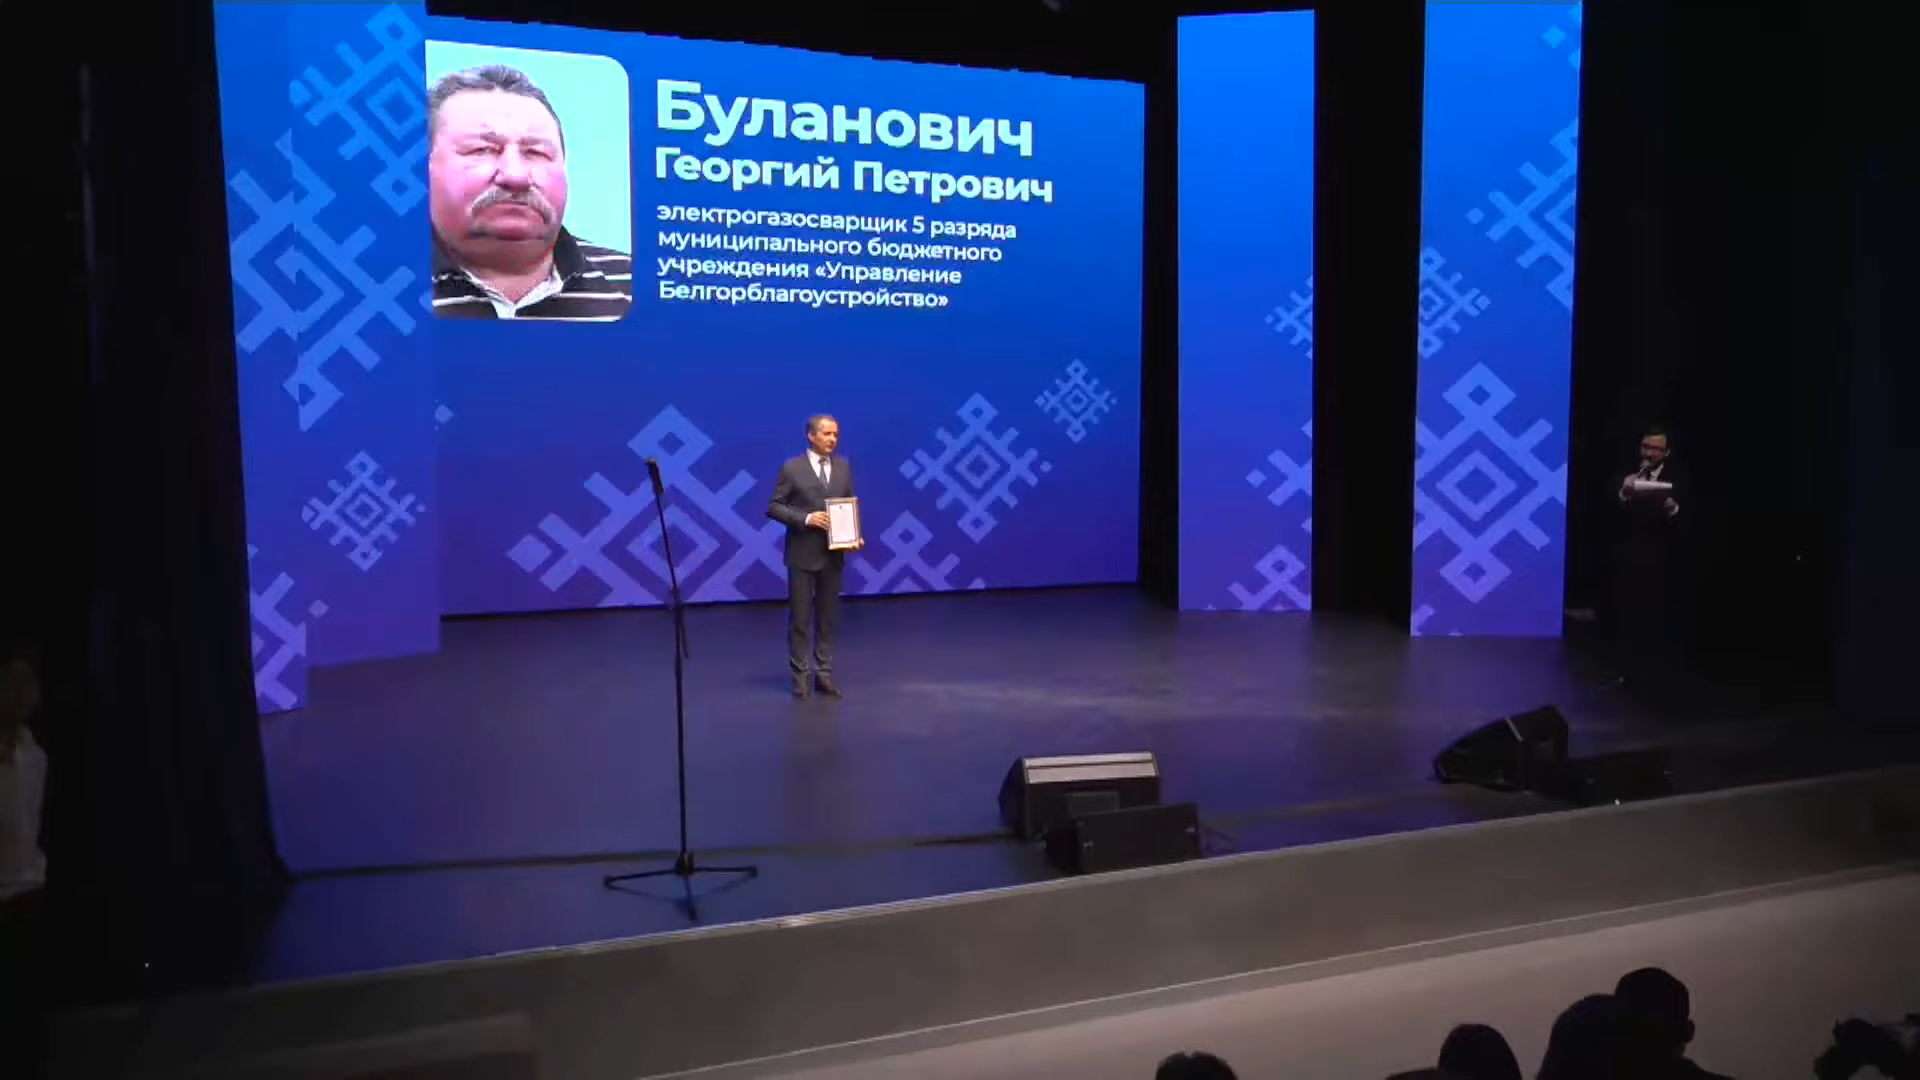 Буланович
Георгий Петрович
электрогазосварщик 5 разряда
муниципального бюджетного
учреждения «Управление
Белгорблагоустройство»